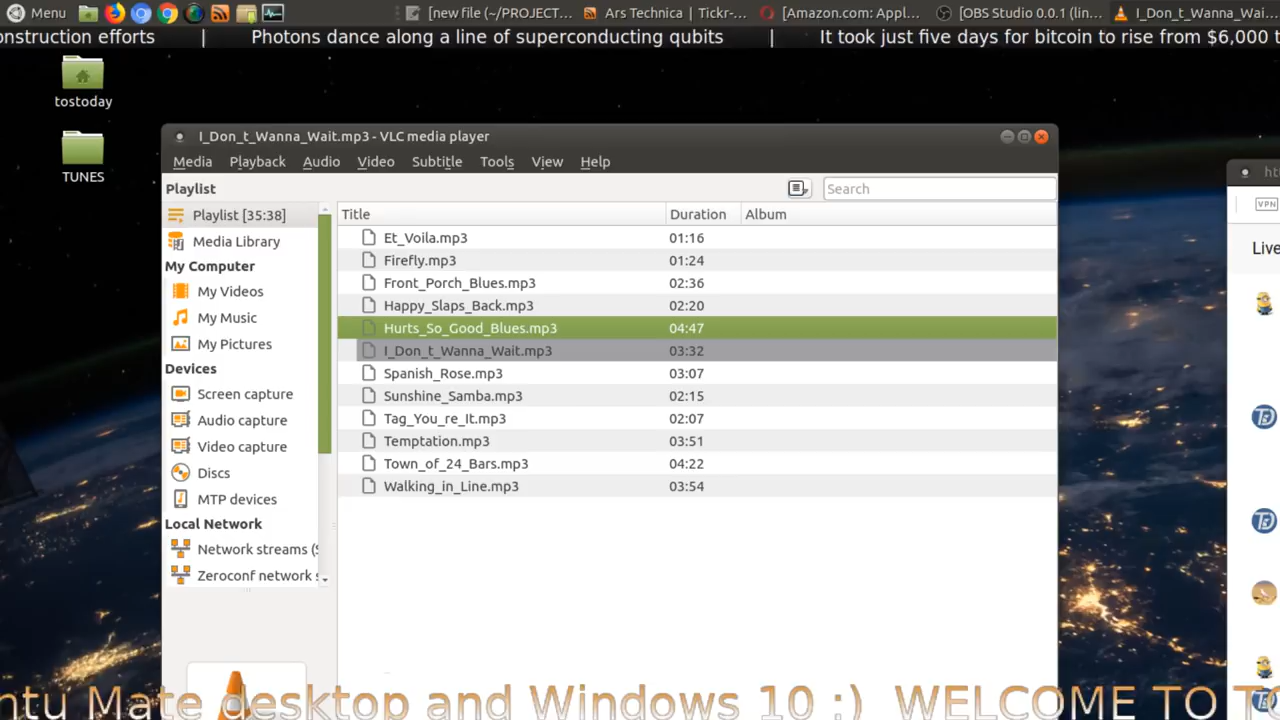 Menu [new file (~/PROJECT... Ars Technica | Tickr-... [Amazon.com: Appl... [OBS Studio 0.0.1 (lin... I_Don_t_Wanna_Wai...
onstruction efforts | Photons dance along a line of superconducting qubits | It took just five days for bitcoin to rise from $6,000 t
tostoday
TUNES
I_Don_t_Wanna_Wait.mp3 - VLC media player
Media Playback Audio Video Subtitle Tools View Help
Playlist
Search
Playlist [35:38]
Media Library
My Computer
My Videos
My Music
My Pictures
Devices
Screen capture
Audio capture
Video capture
Discs
MTP devices
Local Network
Network streams (S
Zeroconf network s
Title Duration Album
Et_Voila.mp3 01:16
Firefly.mp3 01:24
Front_Porch_Blues.mp3 02:36
Happy_Slaps_Back.mp3 02:20
Hurts_So_Good_Blues.mp3 04:47
I_Don_t_Wanna_Wait.mp3 03:32
Spanish_Rose.mp3 03:07
Sunshine_Samba.mp3 02:15
Tag_You_re_It.mp3 02:07
Temptation.mp3 03:51
Town_of_24_Bars.mp3 04:22
Walking_in_Line.mp3 03:54
ht
VPN
Live
ntu Mate desktop and Windows 10 :) WELCOME TO TO